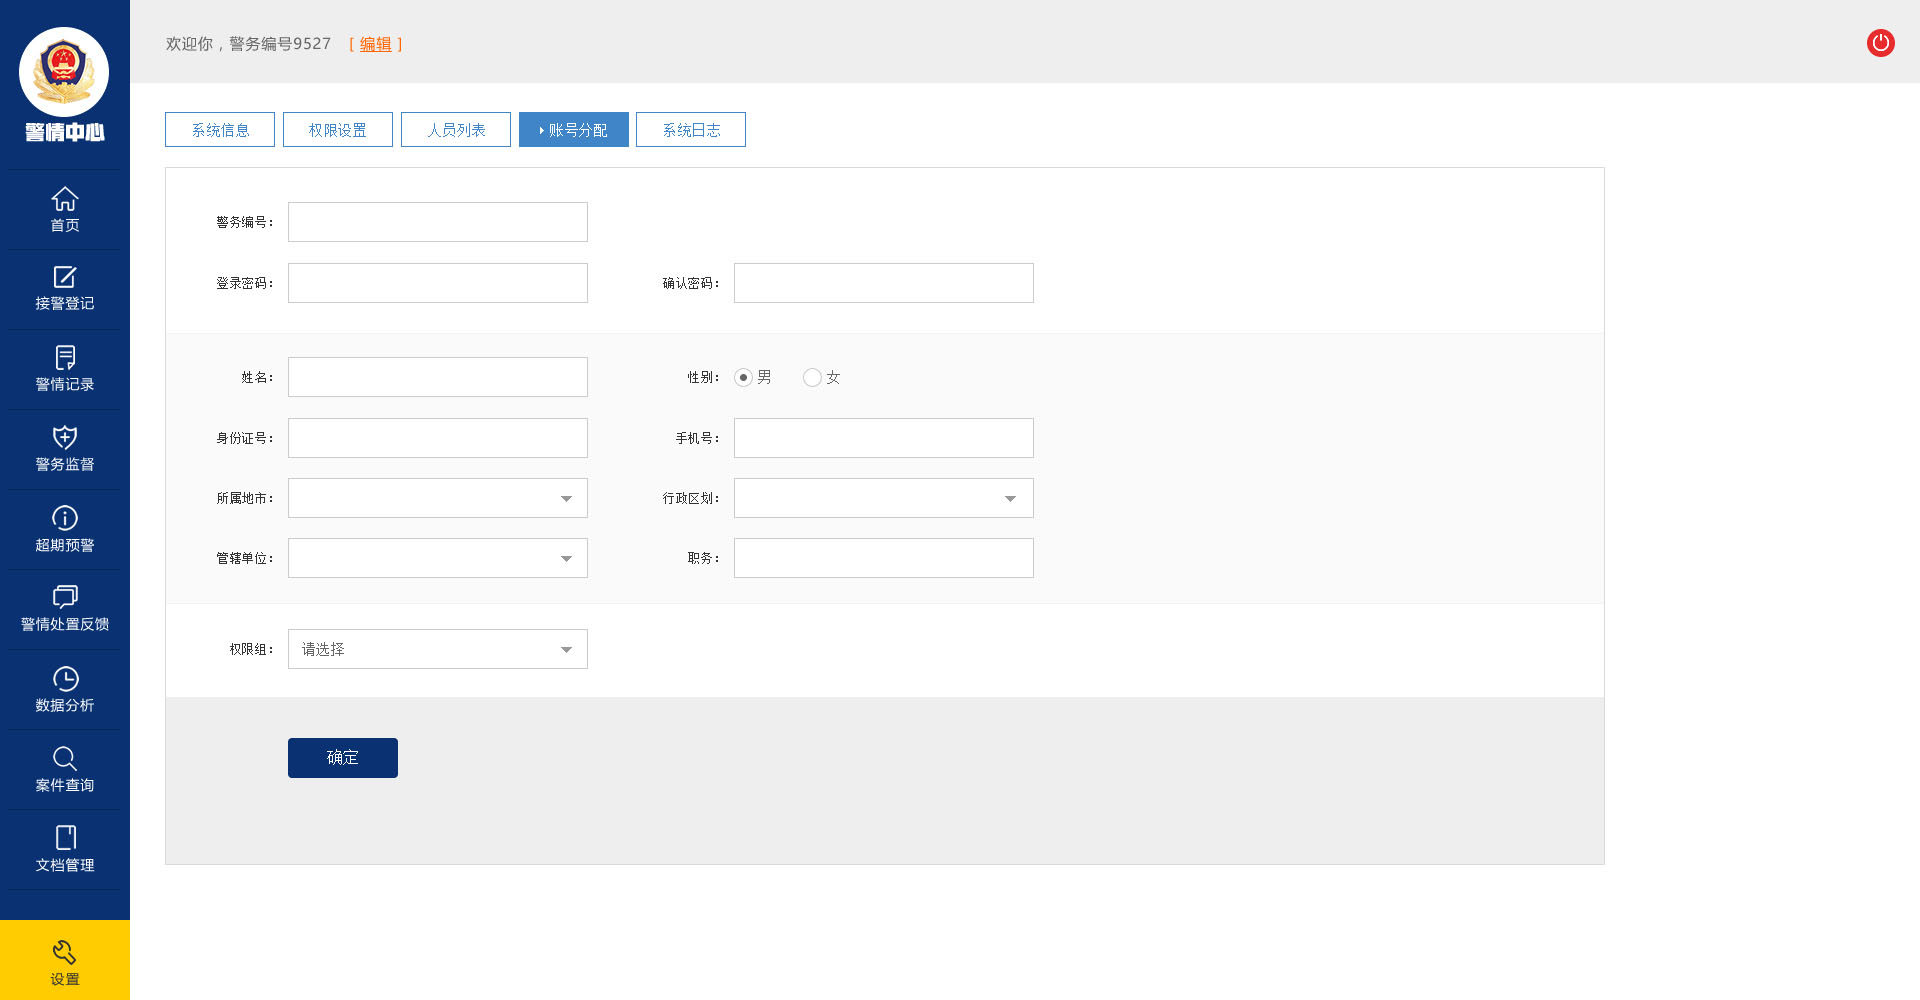 警情中心
首页
接警登记
警情记录
警务监督
超期预警
警情处置反馈
数据分析
案件查询
文档管理
设置
欢迎你，警务编号9527 [ 编辑 ]
系统信息 权限设置 人员列表 账号分配 系统日志
警务编号：
登录密码： 确认密码：
姓名： 性别： 男 女
身份证号： 手机号：
所属地市： 行政区划：
管辖单位： 职务：
权限组： 请选择
确定